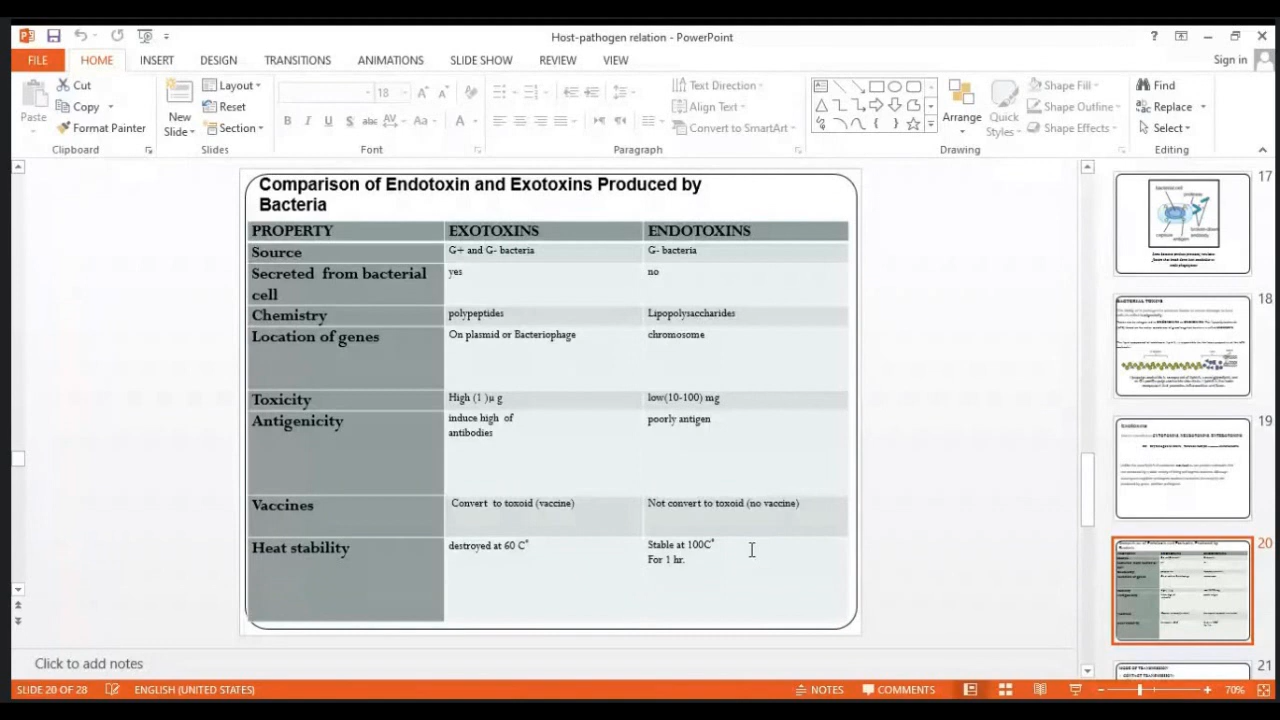 Host-pathogen relation - PowerPoint
FILE HOME INSERT DESIGN TRANSITIONS ANIMATIONS SLIDE SHOW REVIEW VIEW Sign in
Paste
Cut
Copy
Format Painter
Clipboard
New
Slide
Layout
Reset
Section
Slides
18
Font
Text Direction
Align Text
Convert to SmartArt
Paragraph
Arrange
Quick
Styles
Shape Fill
Shape Outline
Shape Effects
Drawing
Find
Replace
Select
Editing
Comparison of Endotoxin and Exotoxins Produced by
Bacteria
PROPERTY EXOTOXINS ENDOTOXINS
Source G+ and G- bacteria G- bacteria
Secreted from bacterial yes no
cell
Chemistry polypeptides Lipopolysaccharides
Location of genes On plasmid or Bacteriophage chromosome
Toxicity High (1 )µ g low(10-100) mg
Antigenicity induce high of poorly antigen
antibodies
Vaccines Convert to toxoid (vaccine) Not convert to toxoid (no vaccine)
Heat stability destroyed at 60 C° Stable at 100C°
For 1 hr.
17
18
19
20
21
Click to add notes
SLIDE 20 OF 28 ENGLISH (UNITED STATES) NOTES COMMENTS 70%